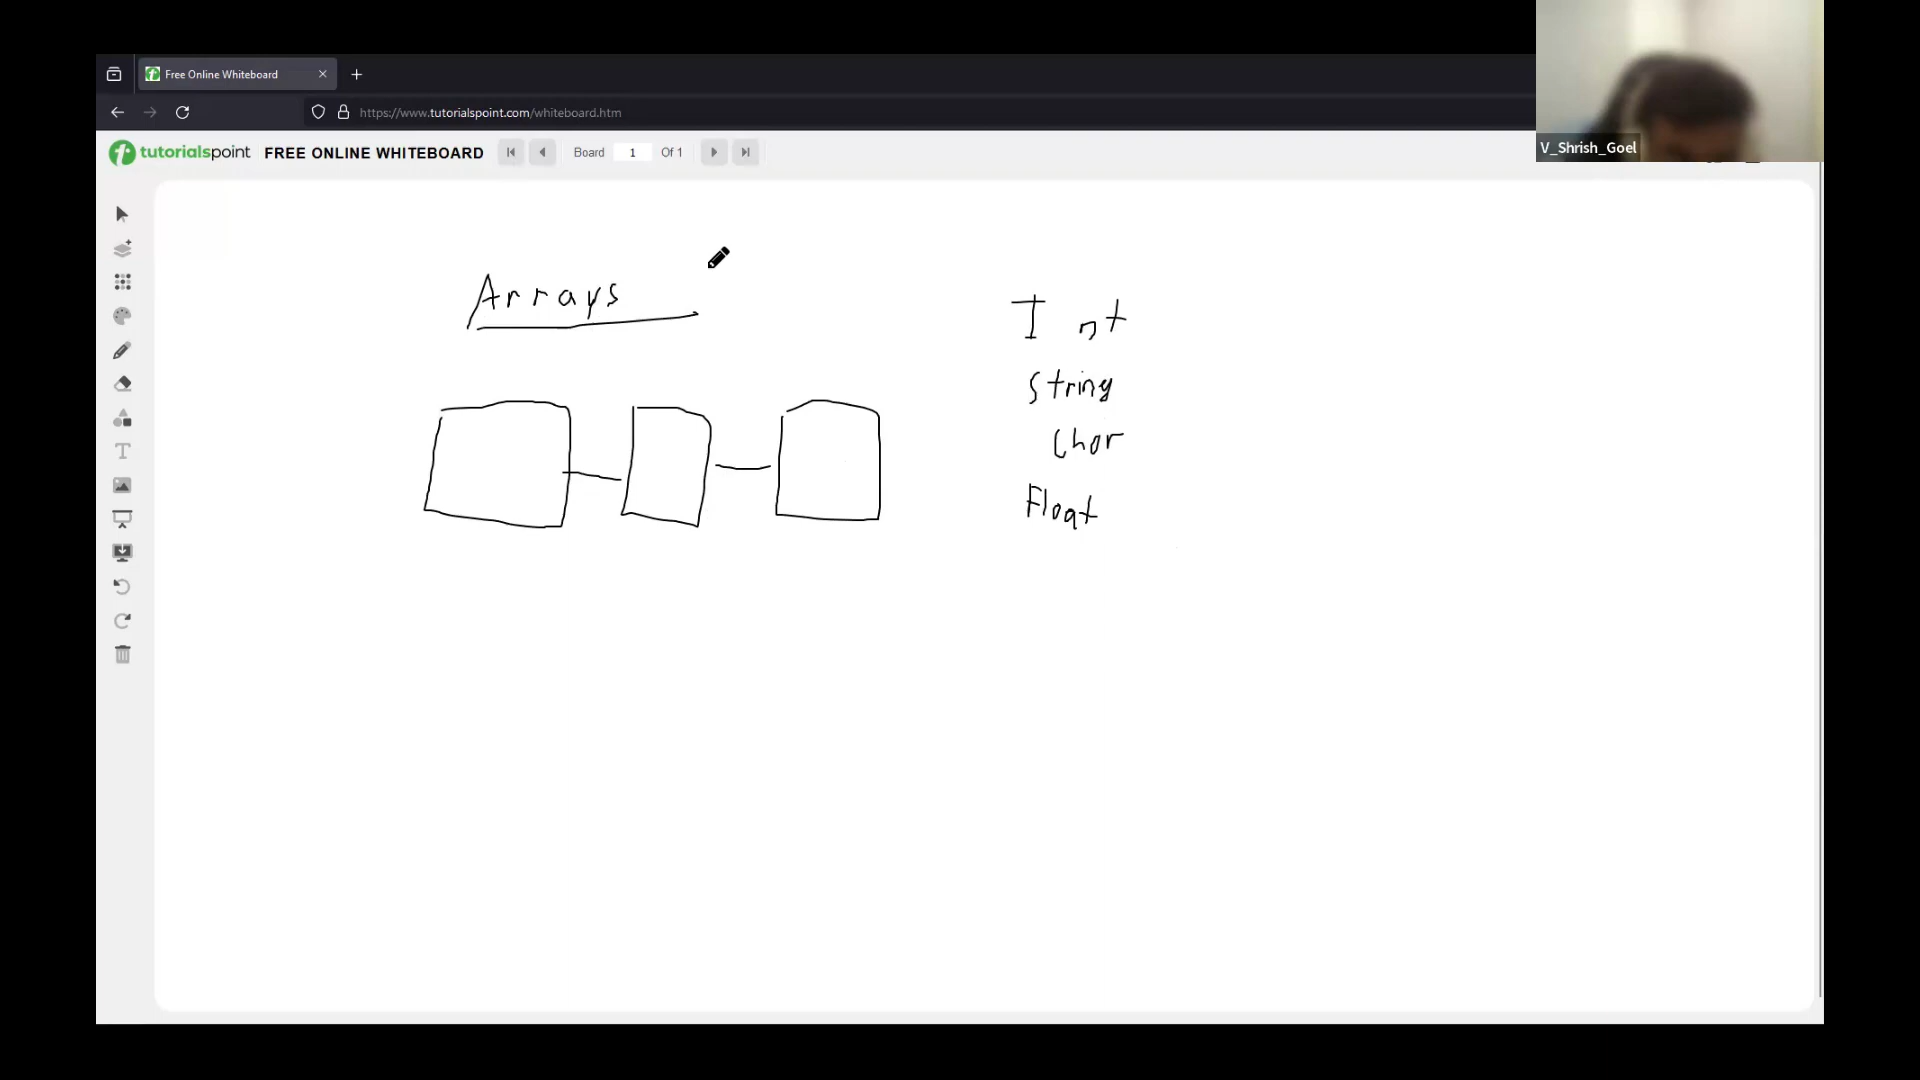 Free Online Whiteboard
https://www.tutorialspoint.com/whiteboard.htm
V_Shrish_Goel
tutorialspoint FREE ONLINE WHITEBOARD Board 1 Of 1
Arrays
Int
String
Char
Float